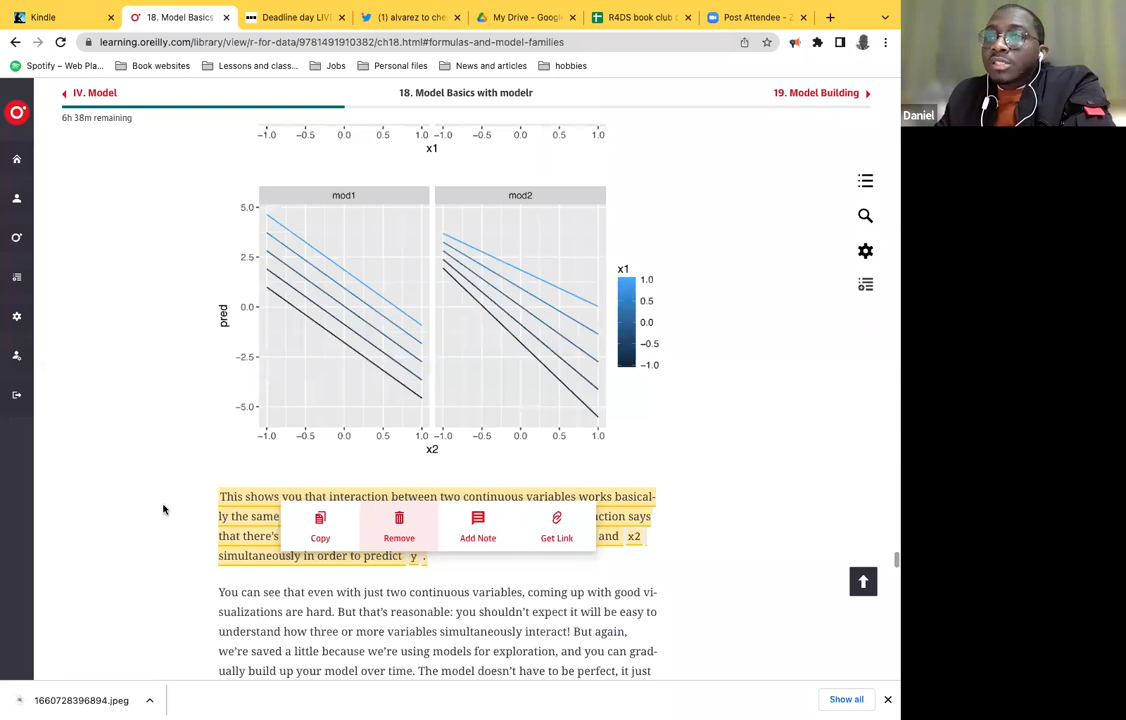 Kindle
18. Model Basics
Deadline day LIVE
(1) alvarez to che
My Drive - Google
R4DS book club
Post Attendee - Z
learning.oreilly.com/library/view/r-for-data/9781491910382/ch18.html#formulas-and-model-families
Spotify – Web Pla...
Book websites
Lessons and class...
Jobs
Personal files
News and articles
hobbies
IV. Model
18. Model Basics with modelr
19. Model Building
6h 38m remaining
Daniel
−1.0 −0.5 0.0 0.5 1.0 −1.0 −0.5 0.0 0.5 1.0
x1
mod1 mod2
5.0
2.5
0.0
−2.5
−5.0
pred
x1
1.0
0.5
0.0
−0.5
−1.0
−1.0 −0.5 0.0 0.5 1.0 −1.0 −0.5 0.0 0.5 1.0
x2
This shows you that interaction between two continuous variables works basical-
ly the same
ction says
that there's
and x2
simultaneously in order to predict y .
Copy
Remove
Add Note
Get Link
You can see that even with just two continuous variables, coming up with good vi-
sualizations are hard. But that's reasonable: you shouldn't expect it will be easy to
understand how three or more variables simultaneously interact! But again,
we're saved a little because we're using models for exploration, and you can grad-
ually build up your model over time. The model doesn't have to be perfect, it just
1660728396894.jpeg
Show all